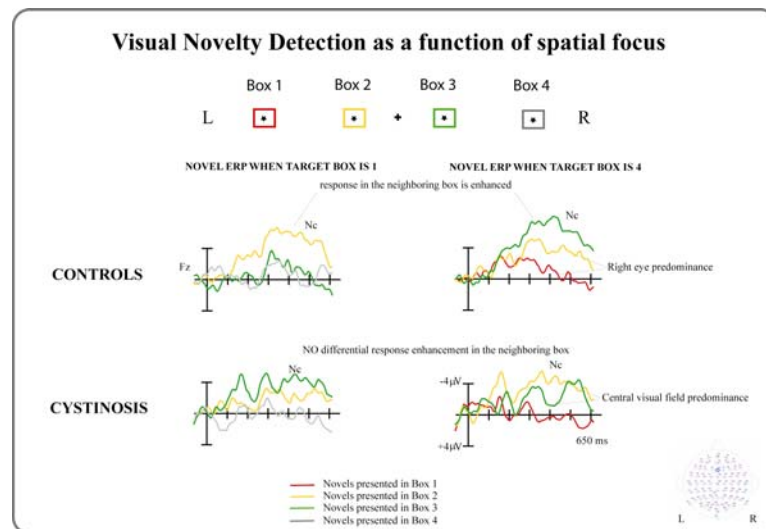 Visual Novelty Detection as a function of spatial focus
Box 1 Box 2 Box 3 Box 4
L * * + * * R
NOVEL ERP WHEN TARGET BOX IS 1 NOVEL ERP WHEN TARGET BOX IS 4
response in the neighboring box is enhanced
Nc Nc
Fz
CONTROLS
Right eye predominance
NO differential response enhancement in the neighboring box
Nc Nc
-4µV
Central visual field predominance
CYSTINOSIS
650 ms
+4µV
Novels presented in Box 1
Novels presented in Box 2
Novels presented in Box 3
Novels presented in Box 4
L R